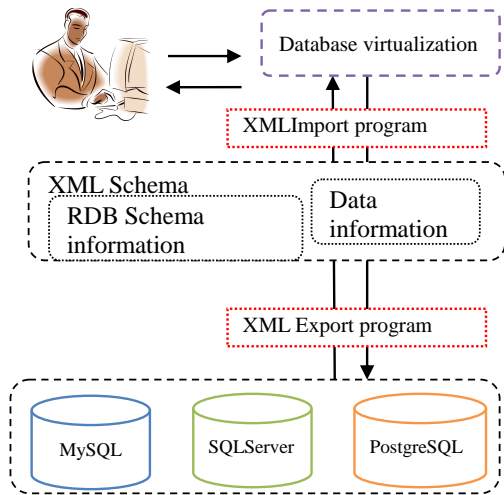 Database virtualization
XMLImport program
XML Schema
RDB Schema
information
Data
information
XML Export program
MySQL
SQLServer
PostgreSQL